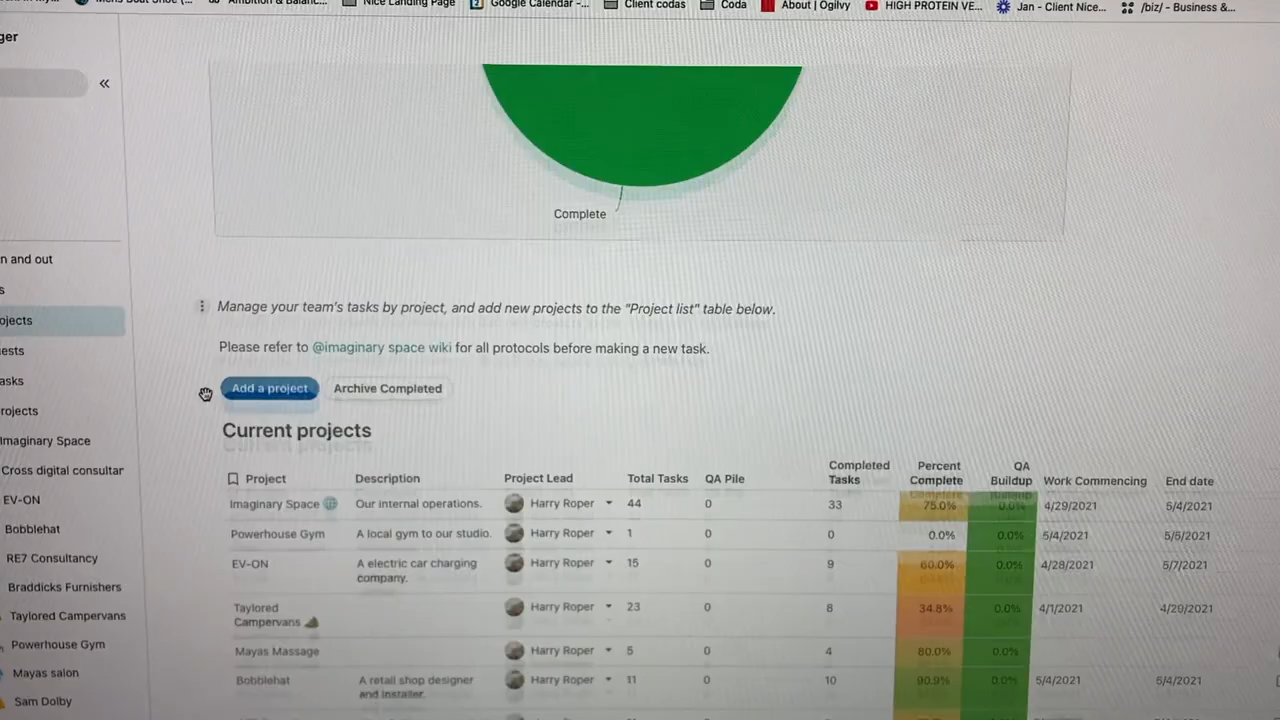 Nice Landing Page
Google Calendar -...
Client codas
Coda
About | Ogilvy
HIGH PROTEIN VE...
Jan - Client Nice...
/biz/ - Business &...
ger
«
Complete
n and out
s
ojects
ests
asks
rojects
Imaginary Space
Cross digital consultar
EV-ON
Bobblehat
RE7 Consultancy
Braddicks Furnishers
Taylored Campervans
Powerhouse Gym
Mayas salon
Sam Dolby
Manage your team's tasks by project, and add new projects to the "Project list" table below.
Please refer to @imaginary space wiki for all protocols before making a new task.
Add a project Archive Completed
Current projects
Project Description Project Lead Total Tasks QA Pile Completed Tasks Percent Complete QA Buildup Work Commencing End date
Imaginary Space Our internal operations. Harry Roper 44 0 33 75.0% 0.0% 4/29/2021 5/4/2021
Powerhouse Gym A local gym to our studio. Harry Roper 1 0 0 0.0% 0.0% 5/4/2021 5/5/2021
EV-ON A electric car charging company. Harry Roper 15 0 9 60.0% 0.0% 4/28/2021 5/7/2021
Taylored Campervans Harry Roper 23 0 8 34.8% 0.0% 4/1/2021 4/29/2021
Mayas Massage Harry Roper 5 0 4 80.0% 0.0%
Bobblehat A retail shop designer and installer. Harry Roper 11 0 10 90.9% 0.0% 5/4/2021 5/4/2021